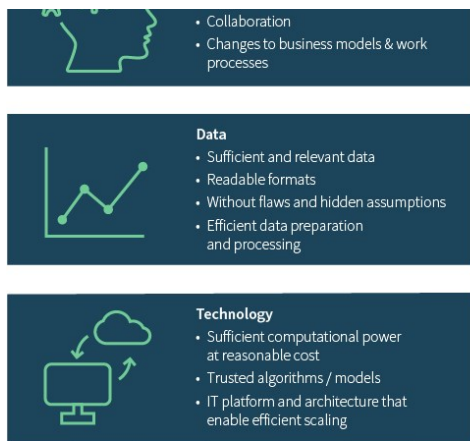 • Collaboration
• Changes to business models & work
processes
Data
• Sufficient and relevant data
• Readable formats
• Without flaws and hidden assumptions
• Efficient data preparation
and processing
Technology
• Sufficient computational power
at reasonable cost
• Trusted algorithms / models
• IT platform and architecture that
enable efficient scaling